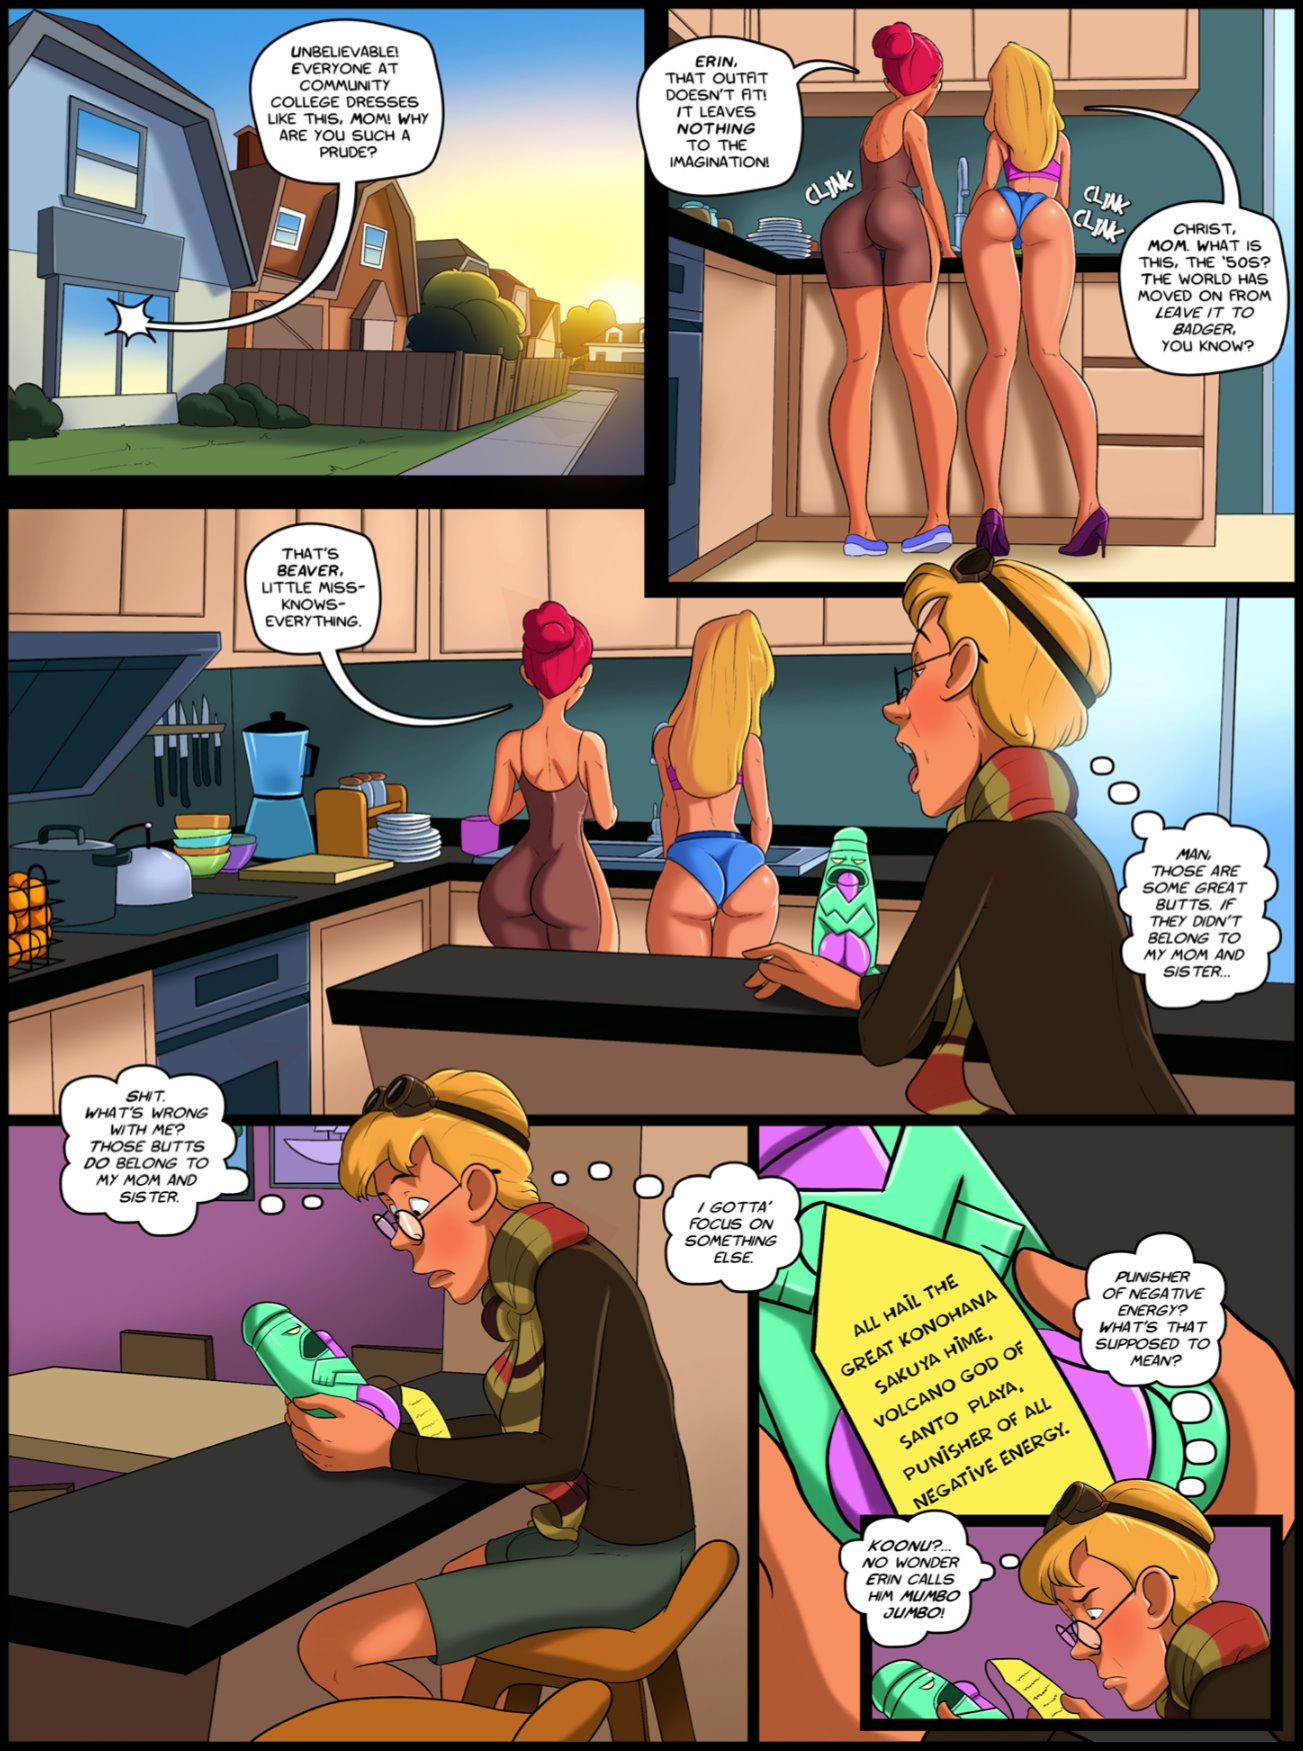 UNBELIEVABLE!
EVERYONE AT
COMMUNITY
COLLEGE DRESSES
LIKE THIS, MOM! WHY
ARE YOU SUCH A
PRUDE?
ERIN,
THAT OUTFIT
DOESN'T FIT!
IT LEAVES
NOTHING
TO THE
IMAGINATION!
CLINK
CLINK
CLINK
CHRIST,
MOM. WHAT IS
THIS, THE '50S?
THE WORLD HAS
MOVED ON FROM
LEAVE IT TO
BADGER,
YOU KNOW?
THAT'S
BEAVER,
LITTLE MISS-
KNOWS-
EVERYTHING.
MAN,
THOSE ARE
SOME GREAT
BUTTS. IF
THEY DIDN'T
BELONG TO
MY MOM AND
SISTER...
SHIT.
WHAT'S WRONG
WITH ME?
THOSE BUTTS
DO BELONG TO
MY MOM AND
SISTER.
I GOTTA'
FOCUS ON
SOMETHING
ELSE.
ALL HAIL THE
GREAT KONOHANA
SAKUYA HIME,
VOLCANO GOD OF
SANTO PLAYA,
PUNISHER OF ALL
NEGATIVE ENERGY.
PUNISHER
OF NEGATIVE
ENERGY?
WHAT'S THAT
SUPPOSED TO
MEAN?
KOONU?...
NO WONDER
ERIN CALLS
HIM MUMBO
JUMBO!